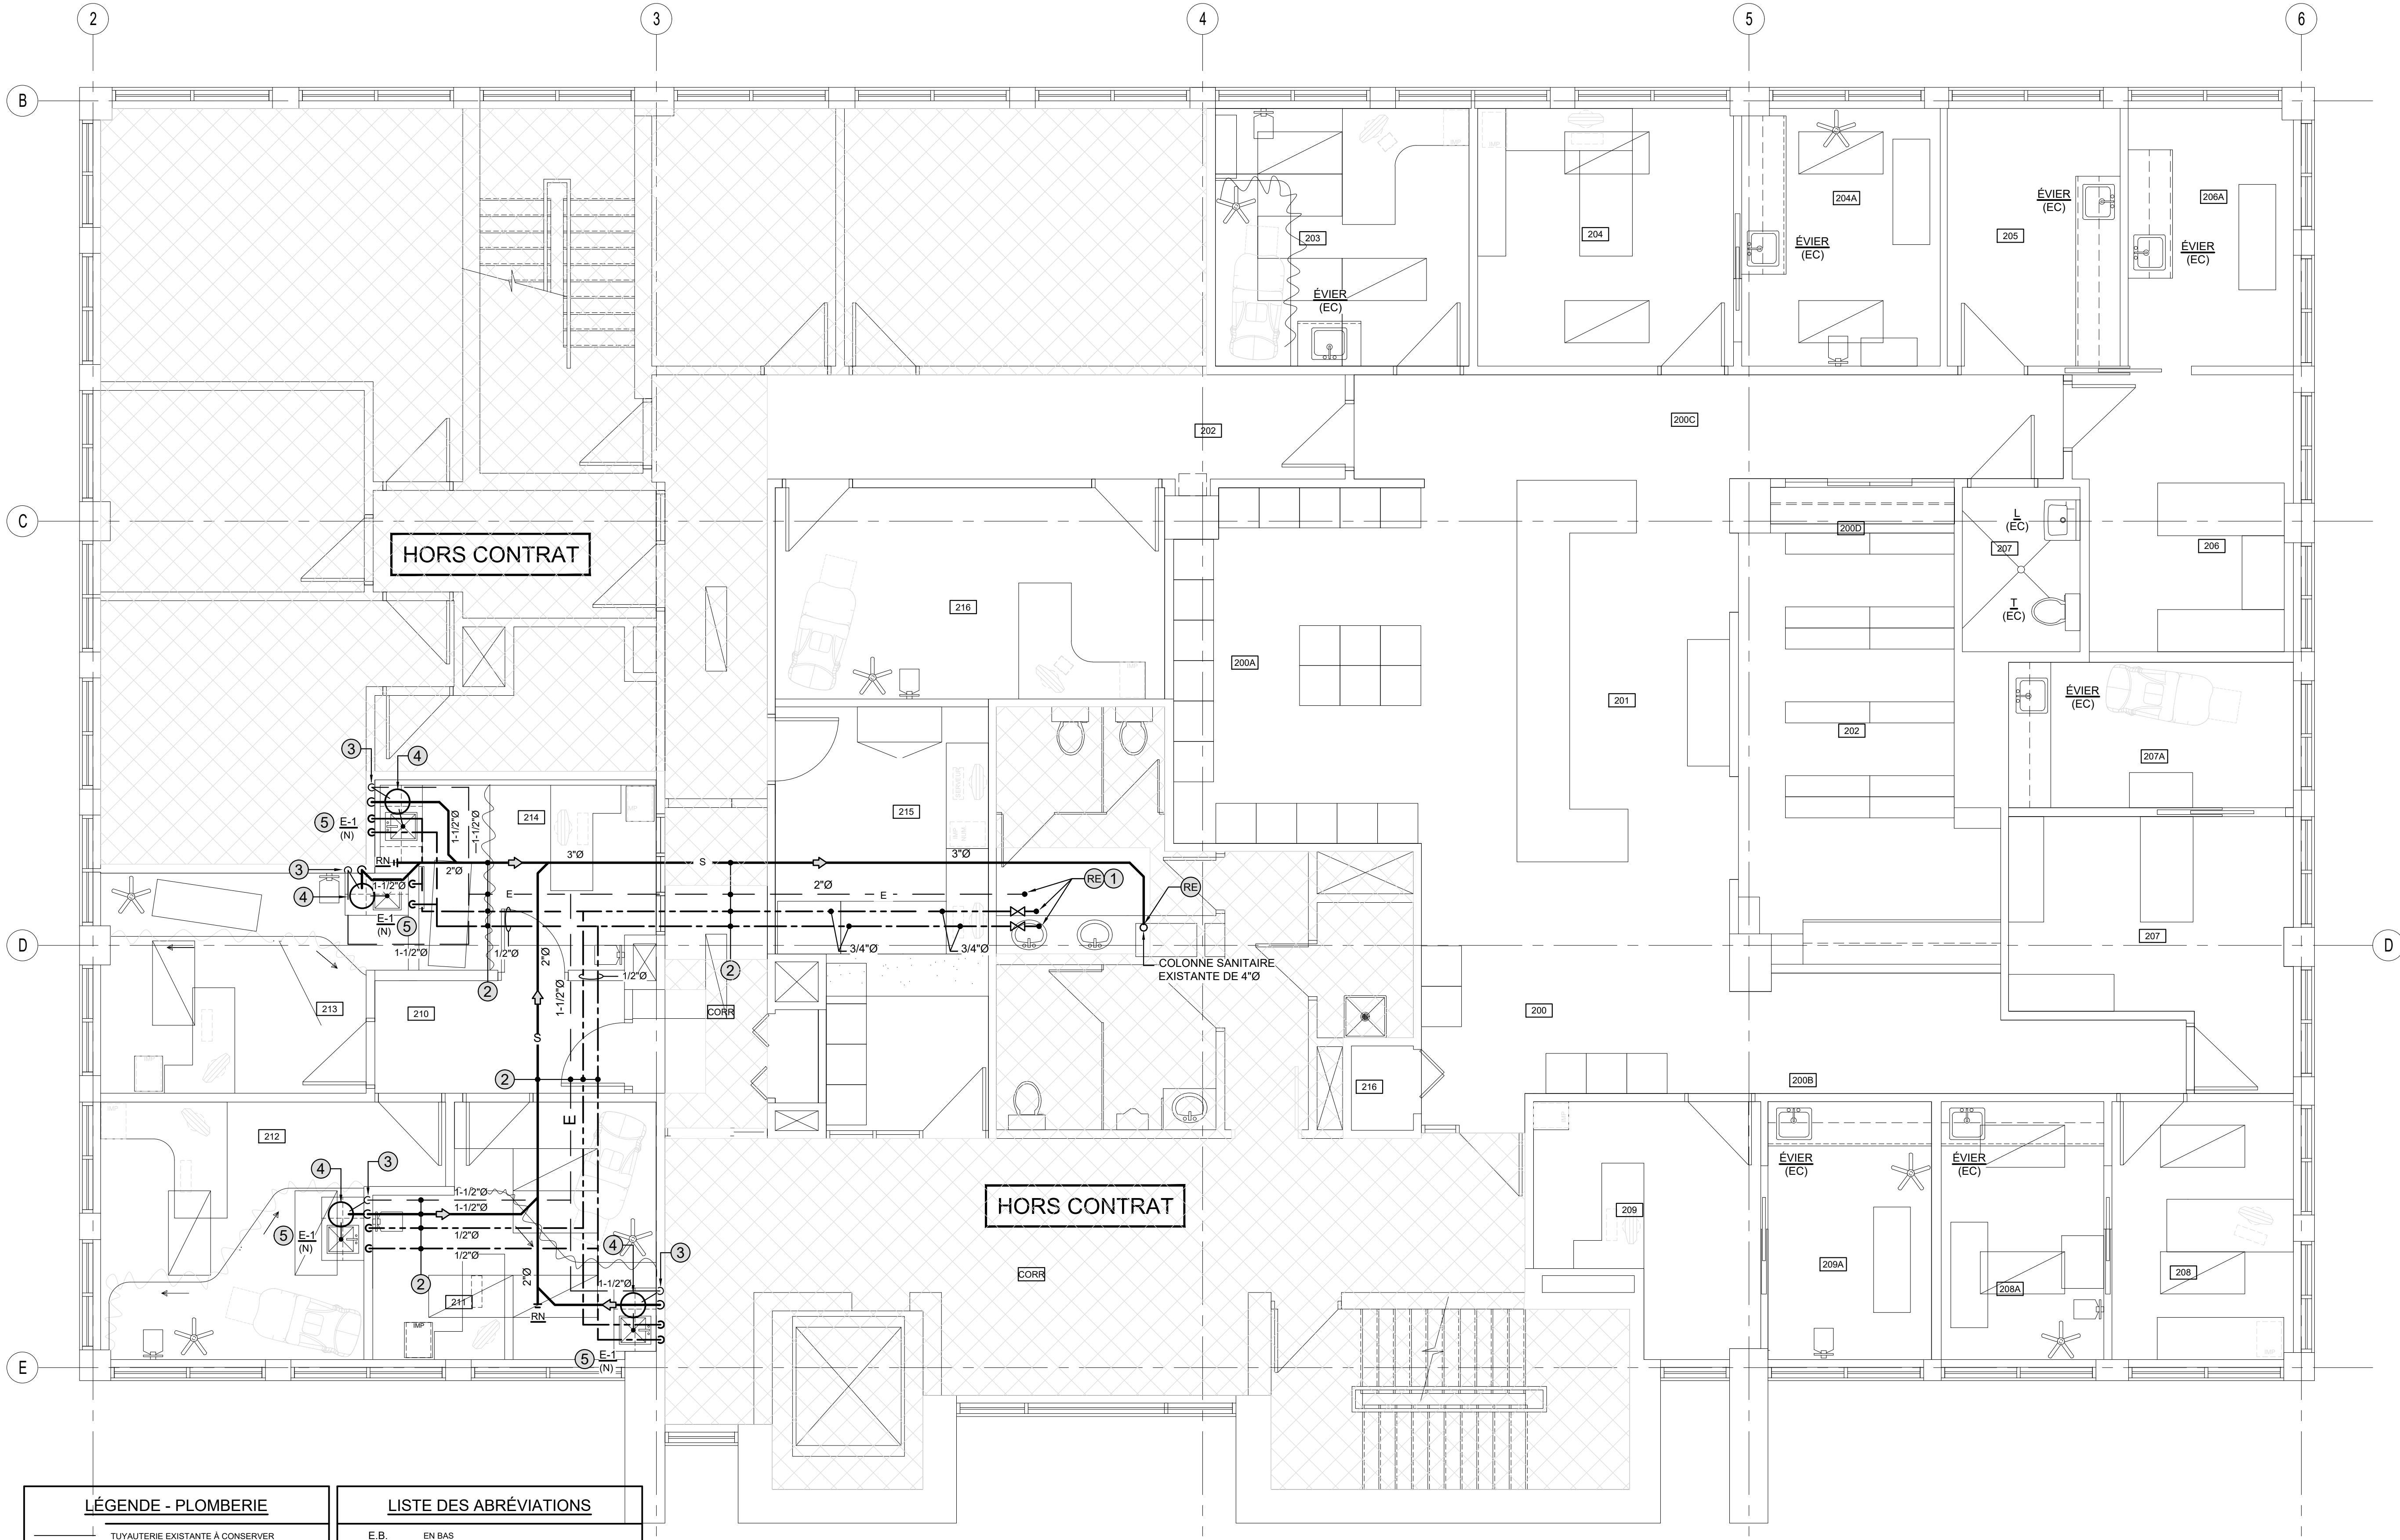 2
3
4
5
6
B
203
ÉVIER
(EC)
204
204A
ÉVIER
(EC)
ÉVIER
(EC)
205
206A
ÉVIER
(EC)
202
200C
C
HORS CONTRAT
200D
L
(EC)
207
T
(EC)
206
216
200A
201
202
ÉVIER
(EC)
207A
3
4
5
E-1
(N)
1-1/2"Ø
1-1/2"Ø
214
215
3"Ø
S
3"Ø
RN
2"Ø
3
4
1-1/2"Ø
E
2"Ø
E
RE
1
RE
E-1
(N)
5
D
1-1/2"Ø
1/2"Ø
2"Ø
3/4"Ø
3/4"Ø
207
D
2
1/2"Ø
2
COLONNE SANITAIRE
EXISTANTE DE 4"Ø
1-1/2"Ø
213
210
CORR
200
S
2
216
200B
E
212
4
3
1-1/2"Ø
1-1/2"Ø
5
E-1
(N)
1/2"Ø
1/2"Ø
2
4
3
2"Ø
1-1/2"Ø
211
RN
IMP
5
E-1
(N)
HORS CONTRAT
CORR
ÉVIER
(EC)
ÉVIER
(EC)
209
209A
208A
208
E
LÉGENDE - PLOMBERIE
TUYAUTERIE EXISTANTE À CONSERVER
LISTE DES ABRÉVIATIONS
E.B. EN BAS